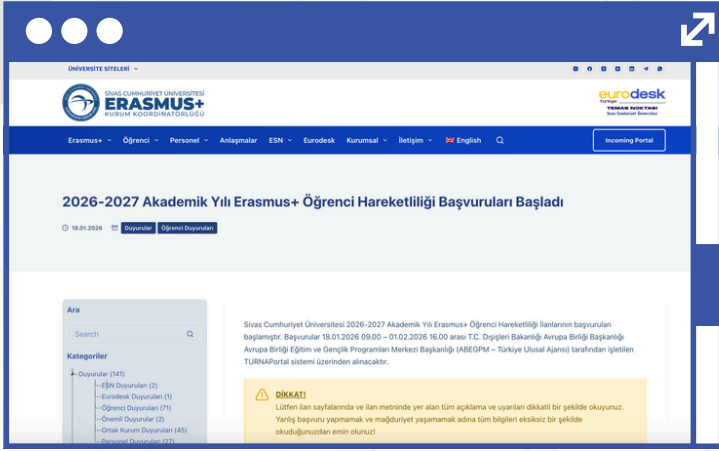 ÜNİVERSİTE SİTELERİ
SİVAS CUMHURİYET ÜNİVERSİTESİ
ERASMUS+
KURUM KOORDİNATÖRLÜĞÜ
eurodesk
Türkiye
TEMAS NOKTASI
Erasmus+ Öğrenci Personel Anlaşmalar ESN Eurodesk Kurumsal İletişim English
Incoming Portal
2026-2027 Akademik Yılı Erasmus+ Öğrenci Hareketliliği Başvuruları Başladı
18.01.2026 Duyurular Öğrenci Duyuruları
Ara
Search
Kategoriler
Duyurular (141)
ESN Duyuruları (2)
Eurodesk Duyuruları (1)
Öğrenci Duyuruları (71)
Önemli Duyurular (2)
Ortak Kurum Duyuruları (45)
Personel Duyuruları (27)
Sivas Cumhuriyet Üniversitesi 2026-2027 Akademik Yılı Erasmus+ Öğrenci Hareketliliği İlanlarının başvuruları
başlamıştır. Başvurular 18.01.2026 09.00 – 01.02.2026 16.00 arası T.C. Dışişleri Bakanlığı Avrupa Birliği Başkanlığı
Avrupa Birliği Eğitim ve Gençlik Programları Merkezi Başkanlığı (ABEGPM – Türkiye Ulusal Ajansı) tarafından işletilen
TURNAPortal sistemi üzerinden alınacaktır.
DİKKAT!
Lütfen ilan sayfalarında ve ilan metninde yer alan tüm açıklama ve uyarıları dikkatli bir şekilde okuyunuz.
Yanlış başvuru yapmamak ve mağduriyet yaşamamak adına tüm bilgileri eksiksiz bir şekilde
okuduğunuzdan emin olunuz!